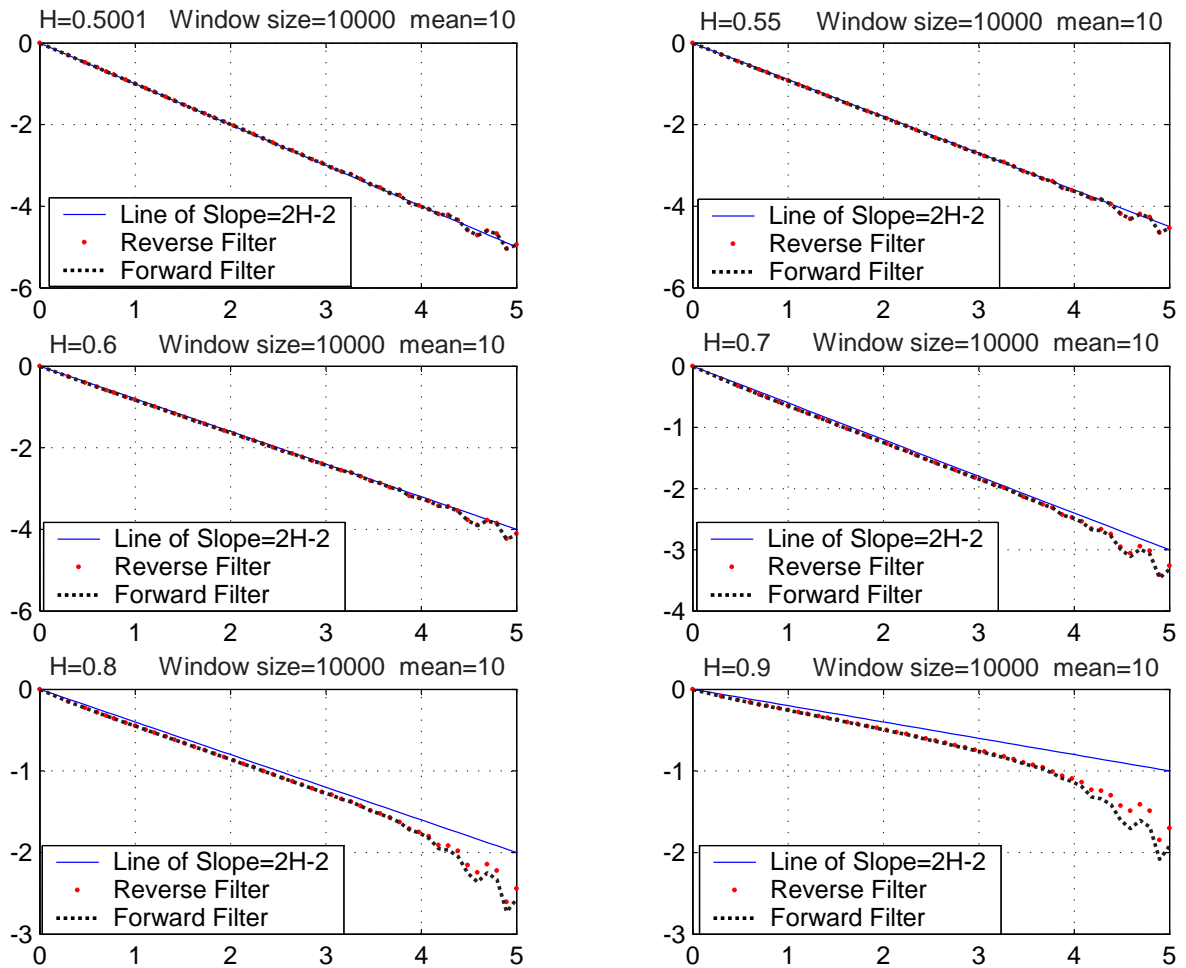 H=0.5001 Window size=10000 mean=10
0
-2
-4
-6
0 1 2 3 4 5
Line of Slope=2H-2
Reverse Filter
Forward Filter
H=0.55 Window size=10000 mean=10
0
-2
-4
-6
0 1 2 3 4 5
Line of Slope=2H-2
Reverse Filter
Forward Filter
H=0.6 Window size=10000 mean=10
0
-2
-4
-6
0 1 2 3 4 5
Line of Slope=2H-2
Reverse Filter
Forward Filter
H=0.7 Window size=10000 mean=10
0
-1
-2
-3
-4
0 1 2 3 4 5
Line of Slope=2H-2
Reverse Filter
Forward Filter
H=0.8 Window size=10000 mean=10
0
-1
-2
-3
0 1 2 3 4 5
Line of Slope=2H-2
Reverse Filter
Forward Filter
H=0.9 Window size=10000 mean=10
0
-1
-2
-3
0 1 2 3 4 5
Line of Slope=2H-2
Reverse Filter
Forward Filter